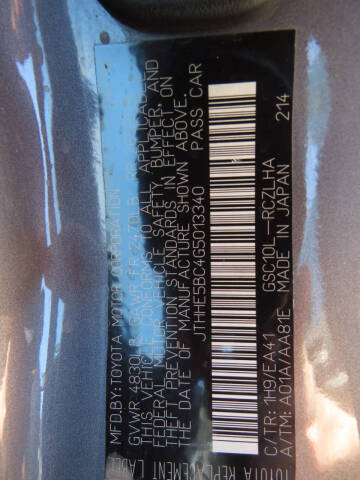 MFD.BY:TOYOTA MOTOR CORPORATION
GVWR 4830LB GAWR FR 2470LB
THIS VEHICLE CONFORMS TO ALL APPLICABLE
FEDERAL MOTOR VEHICLE SAFETY, BUMPER, AND
THEFT PREVENTION STANDARDS IN EFFECT ON
THE DATE OF MANUFACTURE SHOWN ABOVE.
JTHHE5BC4G5013340 PASS CAR
C/TR: 1H9/EA41 GSC10L-RCZLHA
A/TM: A01A/AA81E MADE IN JAPAN 214
TOYOTA REPLACEMENT LABEL